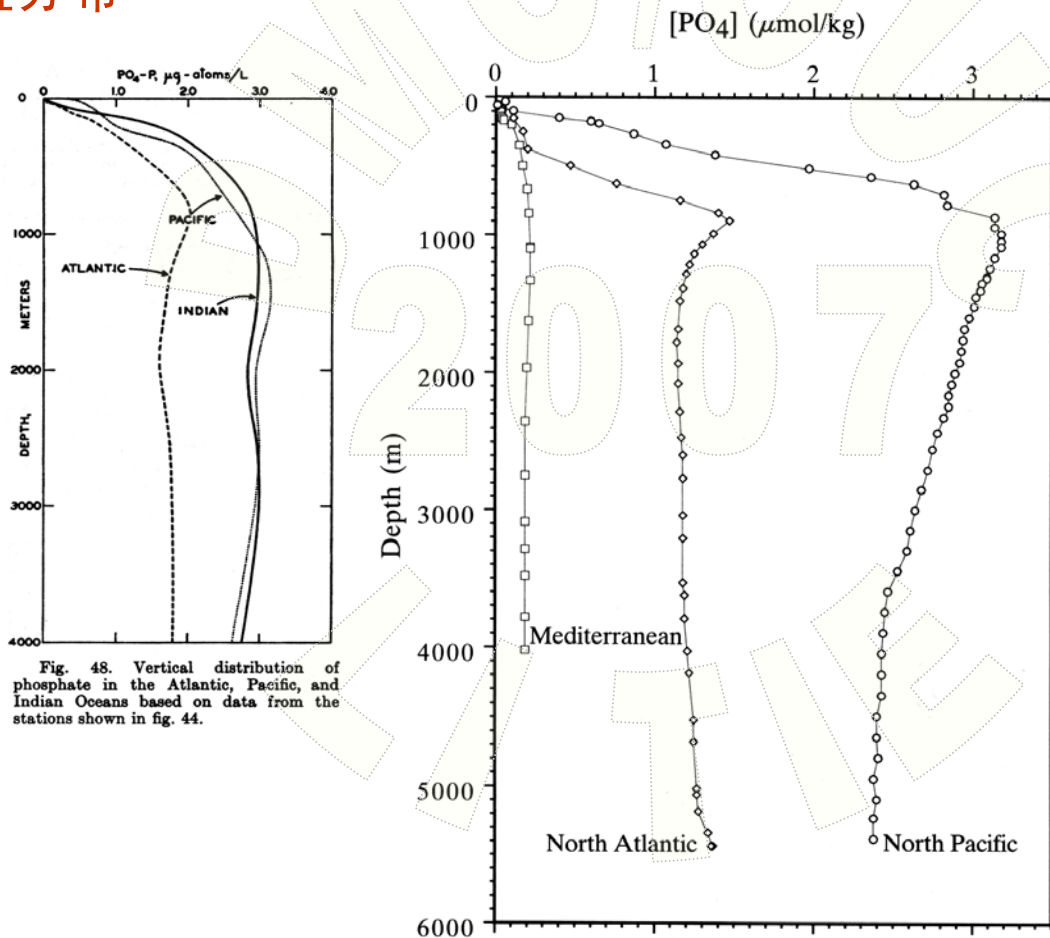 分布
[PO4] (μmol/kg)
0 1 2 3
PO₄-P, μg-atoms/L
0 1.0 2.0 3.0 4.0
0
1000
2000
3000
4000
METERS
DEPTH,
PACIFIC
ATLANTIC
INDIAN
Fig. 48. Vertical distribution of
phosphate in the Atlantic, Pacific, and
Indian Oceans based on data from the
stations shown in fig. 44.
0
1000
2000
3000
4000
5000
6000
Depth (m)
Mediterranean
North Atlantic
North Pacific
2007